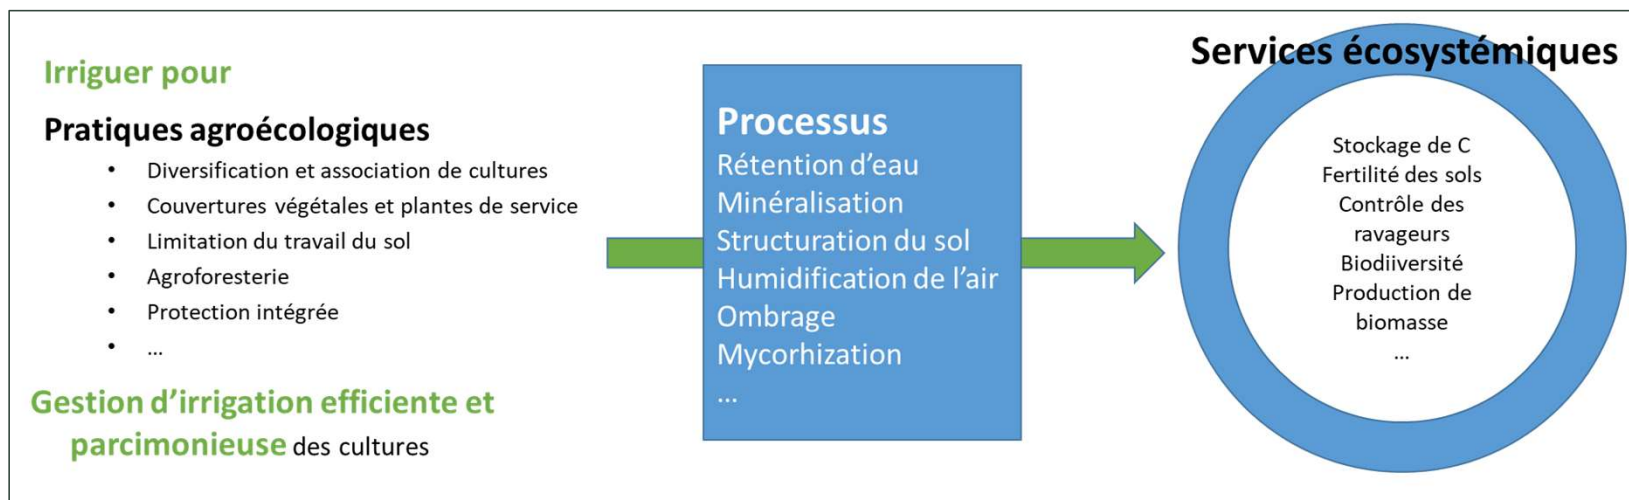 Irriguer pour
Pratiques agroécologiques
• Diversification et association de cultures
• Couvertures végétales et plantes de service
• Limitation du travail du sol
• Agroforesterie
• Protection intégrée
• ...
Gestion d'irrigation efficiente et
parcimonieuse des cultures
Processus
Rétention d'eau
Minéralisation
Structuration du sol
Humidification de l'air
Ombrage
Mycorhization
...
Services écosystémiques
Stockage de C
Fertilité des sols
Contrôle des
ravageurs
Biodiiversité
Production de
biomasse
...